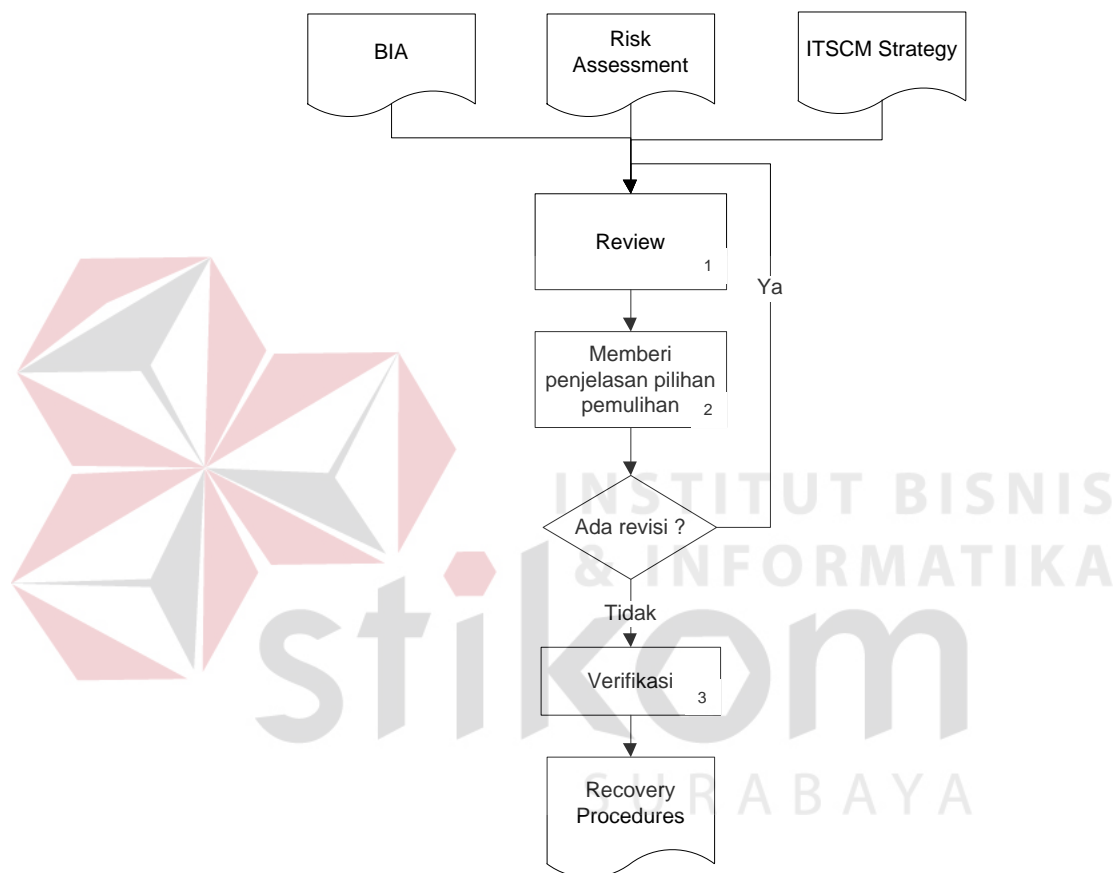 BIA
Risk
Assessment
ITSCM Strategy
Review
1
Ya
Memberi
penjelasan pilihan
pemulihan
2
INSTITUT BISNIS
Ada revisi ?
& INFORMATIKA
stikom
Tidak
Verifikasi
3
SURABAYA
Recovery
Procedures